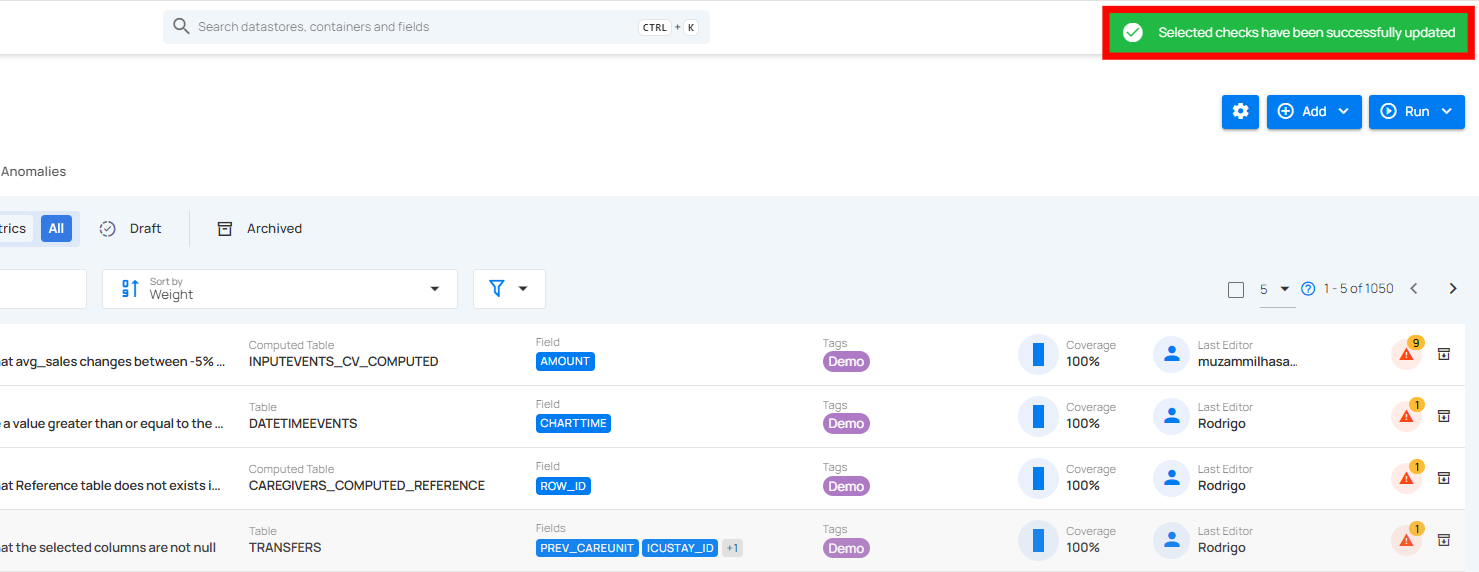 Search datastores, containers and fields
CTRL + K
Selected checks have been successfully updated
Add
Run
Anomalies
trics
All
Draft
Archived
Sort by
Weight
5
1 - 5 of 1050
at avg_sales changes between -5% ...
Computed Table
INPUTEVENTS_CV_COMPUTED
Field
AMOUNT
Tags
Demo
Coverage
100%
Last Editor
muzammilhasa...
9
a value greater than or equal to the ...
Table
DATETIMEEVENTS
Field
CHARTTIME
Tags
Demo
Coverage
100%
Last Editor
Rodrigo
1
at Reference table does not exists i...
Computed Table
CAREGIVERS_COMPUTED_REFERENCE
Field
ROW_ID
Tags
Demo
Coverage
100%
Last Editor
Rodrigo
1
at the selected columns are not null
Table
TRANSFERS
Fields
PREV_CAREUNIT ICUSTAY_ID +1
Tags
Demo
Coverage
100%
Last Editor
Rodrigo
1